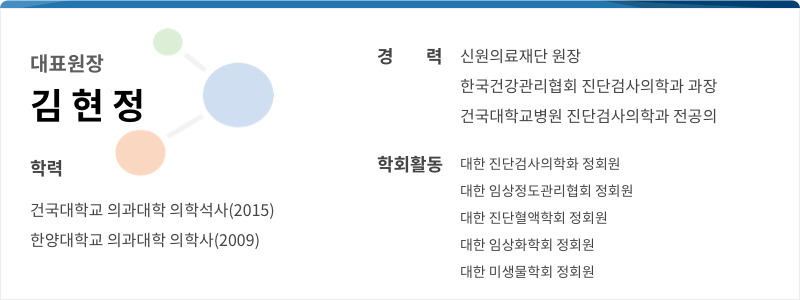 대표원장
김 현 정
학력
건국대학교 의과대학 의학석사(2015)
한양대학교 의과대학 의학사(2009)
경 력
신원의료재단 원장
한국건강관리협회 진단검사의학과 과장
건국대학교병원 진단검사의학과 전공의
학회활동
대한 진단검사의학화 정회원
대한 임상정도관리협회 정회원
대한 진단혈액학회 정회원
대한 임상화학회 정회원
대한 미생물학회 정회원